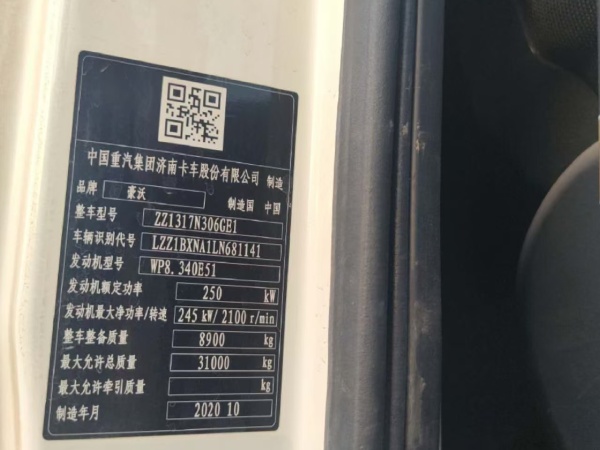 中国重汽集团济南卡车股份有限公司 制造
品牌 豪沃 制造国 中国
整车型号 ZZ1317N306GE1
车辆识别代号 LZZ1BXNA1LN681141
发动机型号 WP8.340E51
发动机额定功率 250 kW
发动机最大净功率/转速 245 kW/ 2100 r/min
整车整备质量 8900 kg
最大允许总质量 31000 kg
最大允许牵引质量 kg
制造年月 2020 10